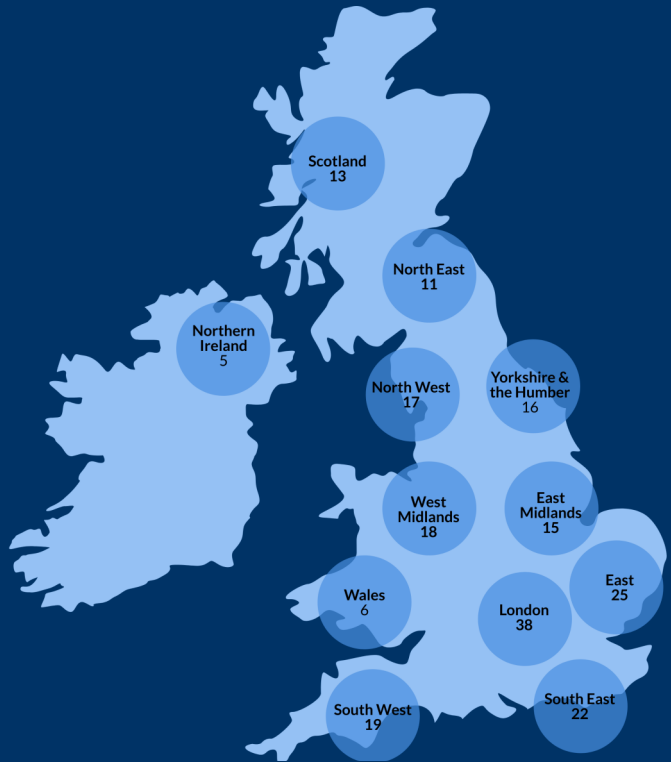 Scotland
13
North East
11
Northern
Ireland
5
North West
17
Yorkshire &
the Humber
16
West
Midlands
18
East
Midlands
15
East
25
Wales
6
London
38
South East
22
South West
19